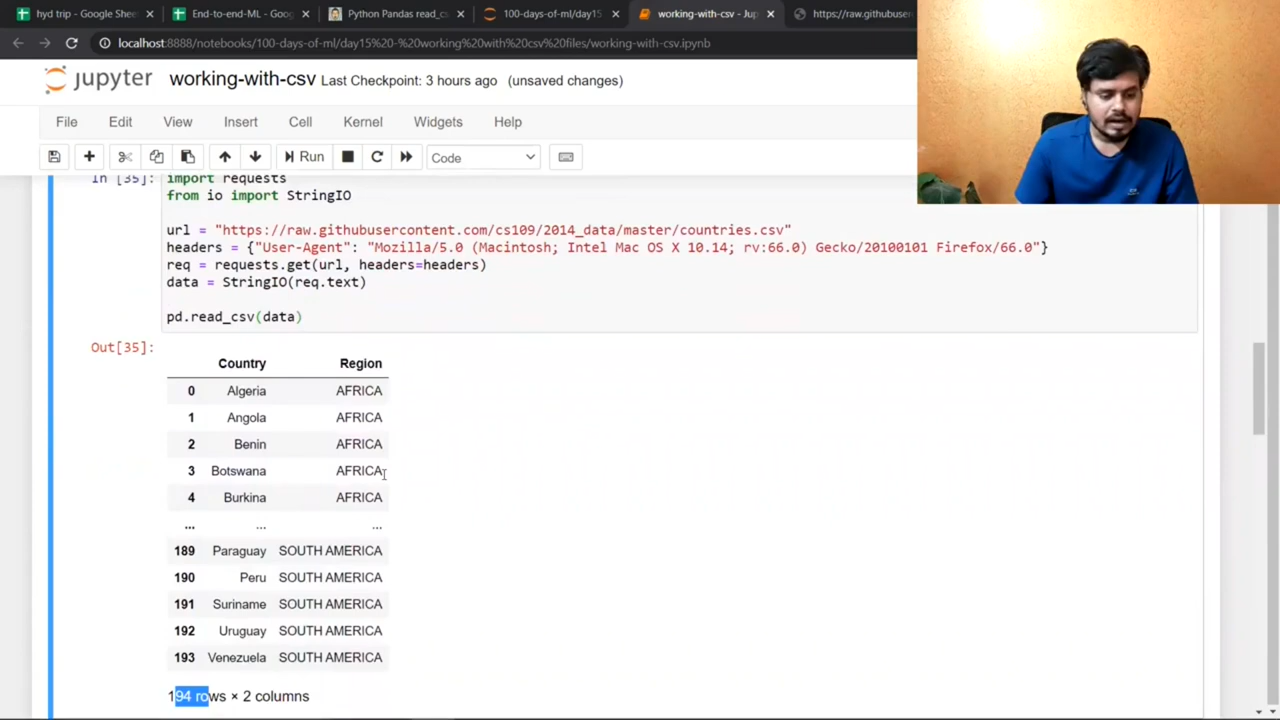 hyd trip - Google Shee
End-to-end-ML - Goog
Python Pandas read_c
100-days-of-ml/day15
working-with-csv - Jup
https://raw.githubuser
localhost:8888/notebooks/100-days-of-ml/day15%20-%20working%20with%20csv%20files/working-with-csv.ipynb
jupyter working-with-csv Last Checkpoint: 3 hours ago (unsaved changes)
File Edit View Insert Cell Kernel Widgets Help
Run Code
In [35]: import requests
from io import StringIO
url = "https://raw.githubusercontent.com/cs109/2014_data/master/countries.csv"
headers = {"User-Agent": "Mozilla/5.0 (Macintosh; Intel Mac OS X 10.14; rv:66.0) Gecko/20100101 Firefox/66.0"}
req = requests.get(url, headers=headers)
data = StringIO(req.text)
pd.read_csv(data)
Out[35]:
Country Region
0 Algeria AFRICA
1 Angola AFRICA
2 Benin AFRICA
3 Botswana AFRICA
4 Burkina AFRICA
... ... ...
189 Paraguay SOUTH AMERICA
190 Peru SOUTH AMERICA
191 Suriname SOUTH AMERICA
192 Uruguay SOUTH AMERICA
193 Venezuela SOUTH AMERICA
194 rows × 2 columns